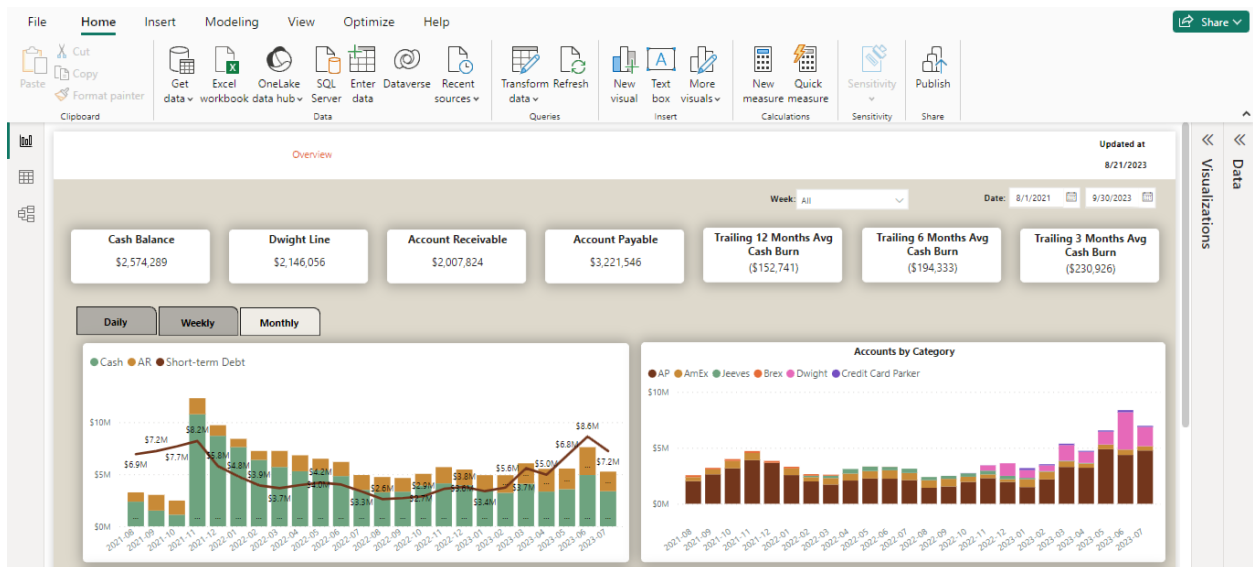 File Home Insert Modeling View Optimize Help Share
Paste
Cut
Copy
Format painter
Clipboard
Get data
Excel workbook
OneLake data hub
SQL Server
Enter data
Dataverse
Recent sources
Data
Transform data
Refresh
Queries
New visual
Text box
More visuals
Insert
New measure
Quick measure
Calculations
Sensitivity
Sensitivity
Publish
Share
Overview
Updated at
8/21/2023
Week: All
Date: 8/1/2021 9/30/2023
Cash Balance
$2,574,289
Dwight Line
$2,146,056
Account Receivable
$2,007,824
Account Payable
$3,221,546
Trailing 12 Months Avg
Cash Burn
($152,741)
Trailing 6 Months Avg
Cash Burn
($194,333)
Trailing 3 Months Avg
Cash Burn
($230,926)
Daily Weekly Monthly
Cash AR Short-term Debt
$10M
$5M
$0M
$6.9M
$7.2M
$7.7M
$8.2M
$5.8M
$4.8M
$3.9M
$3.7M
$4.0M
$4.2M
$3.3M
$2.6M
$2.7M
$2.9M
$3.6M
$3.8M
$3.4M
$3.7M
$5.6M
$5.0M
$6.8M
$8.6M
$7.2M
2021-08 2021-09 2021-10 2021-11 2021-12 2022-01 2022-02 2022-03 2022-04 2022-05 2022-06 2022-07 2022-08 2022-09 2022-10 2022-11 2022-12 2023-01 2023-02 2023-03 2023-04 2023-05 2023-06 2023-07
Accounts by Category
AP AmEx Jeeves Brex Dwight Credit Card Parker
$10M
$5M
$0M
2021-08 2021-09 2021-10 2021-11 2021-12 2022-01 2022-02 2022-03 2022-04 2022-05 2022-06 2022-07 2022-08 2022-09 2022-10 2022-11 2022-12 2023-01 2023-02 2023-03 2023-04 2023-05 2023-06 2023-07
Visualizations
Data